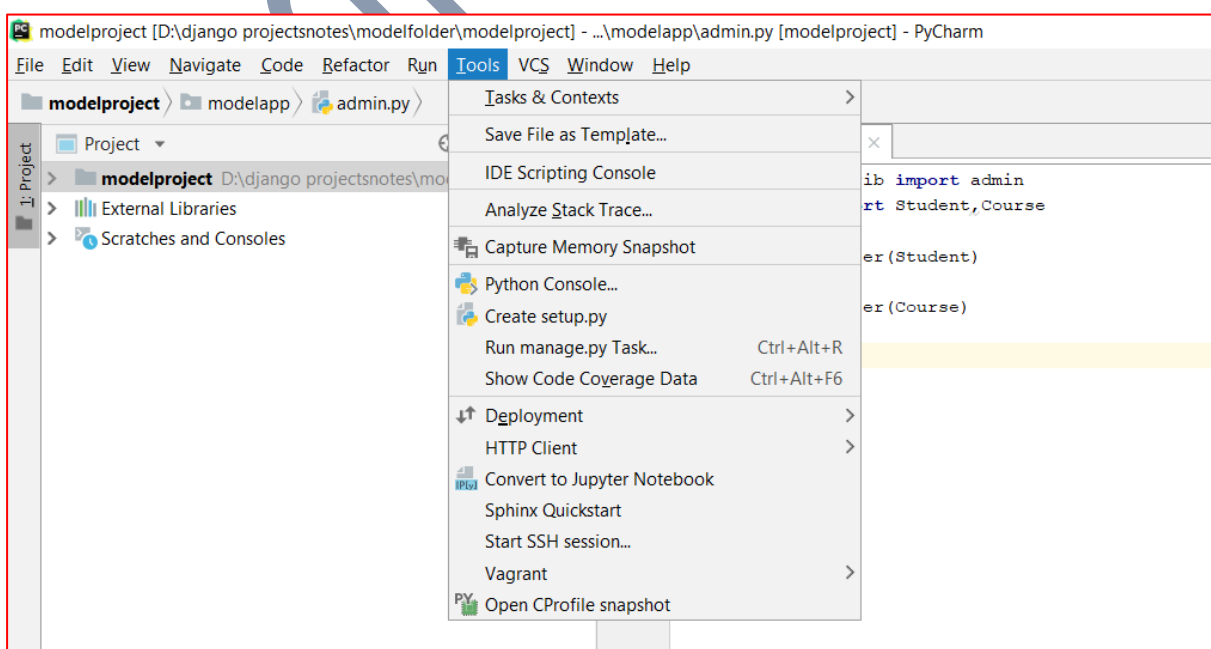 modelproject [D:\django projectsnotes\modelfolder\modelproject] - ...\modelapp\admin.py [modelproject] - PyCharm
File Edit View Navigate Code Refactor Run Tools VCS Window Help
modelproject modelapp admin.py
1: Project
Project
modelproject D:\django projectsnotes\mo
External Libraries
Scratches and Consoles
Tasks & Contexts
Save File as Template...
IDE Scripting Console
Analyze Stack Trace...
Capture Memory Snapshot
Python Console...
Create setup.py
Run manage.py Task... Ctrl+Alt+R
Show Code Coverage Data Ctrl+Alt+F6
Deployment
HTTP Client
Convert to Jupyter Notebook
Sphinx Quickstart
Start SSH session...
Vagrant
Open CProfile snapshot
ib import admin
rt Student,Course
er(Student)
er(Course)